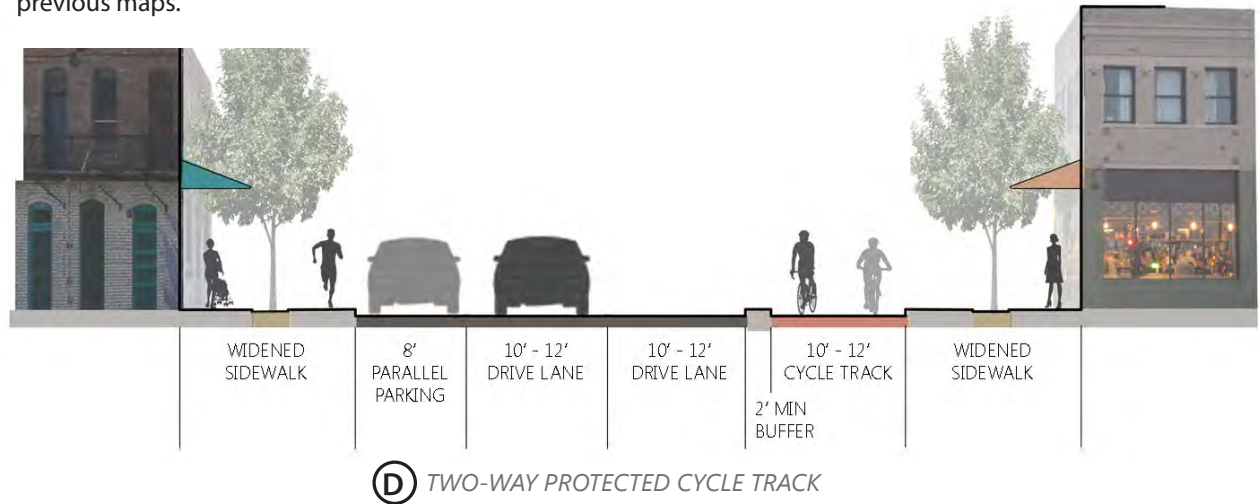 previous maps.
WIDENED
SIDEWALK
8'
PARALLEL
PARKING
10' - 12'
DRIVE LANE
10' - 12'
DRIVE LANE
2' MIN
BUFFER
10' - 12'
CYCLE TRACK
WIDENED
SIDEWALK
D TWO-WAY PROTECTED CYCLE TRACK